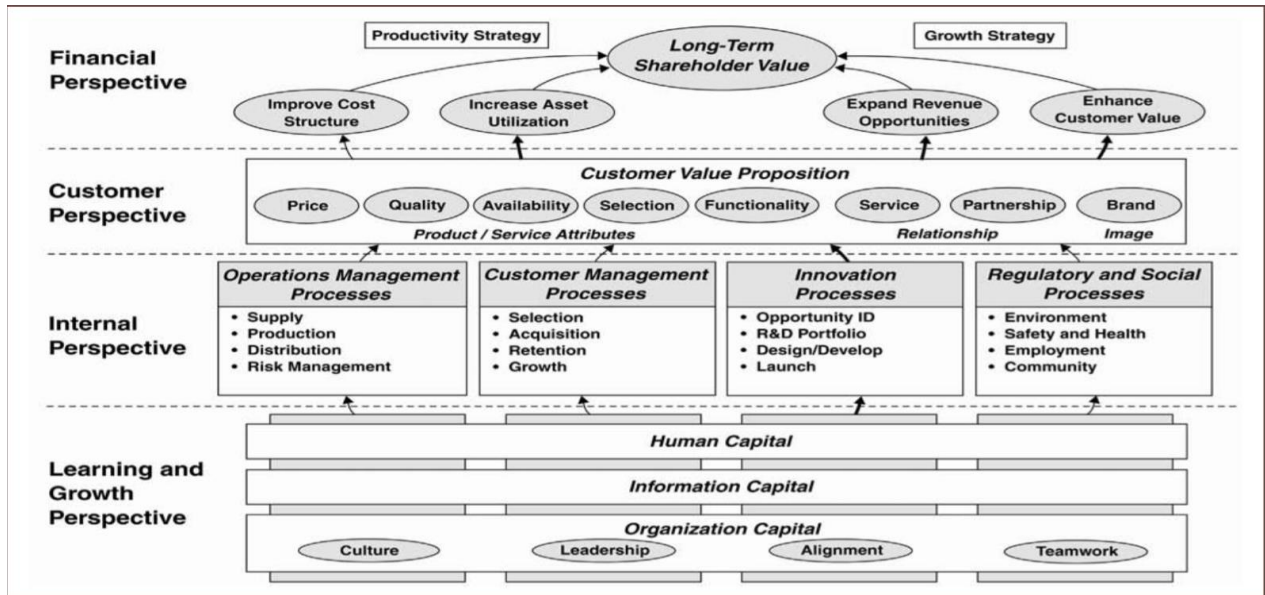 Financial
Perspective
Productivity Strategy
Growth Strategy
Long-Term
Shareholder Value
Improve Cost
Structure
Increase Asset
Utilization
Expand Revenue
Opportunities
Enhance
Customer Value
Customer
Perspective
Customer Value Proposition
Price
Quality
Availability
Selection
Functionality
Service
Partnership
Brand
Product / Service Attributes
Relationship
Image
Internal
Perspective
Operations Management
Processes
• Supply
• Production
• Distribution
• Risk Management
Customer Management
Processes
• Selection
• Acquisition
• Retention
• Growth
Innovation
Processes
• Opportunity ID
• R&D Portfolio
• Design/Develop
• Launch
Regulatory and Social
Processes
• Environment
• Safety and Health
• Employment
• Community
Learning and
Growth
Perspective
Human Capital
Information Capital
Organization Capital
Culture
Leadership
Alignment
Teamwork